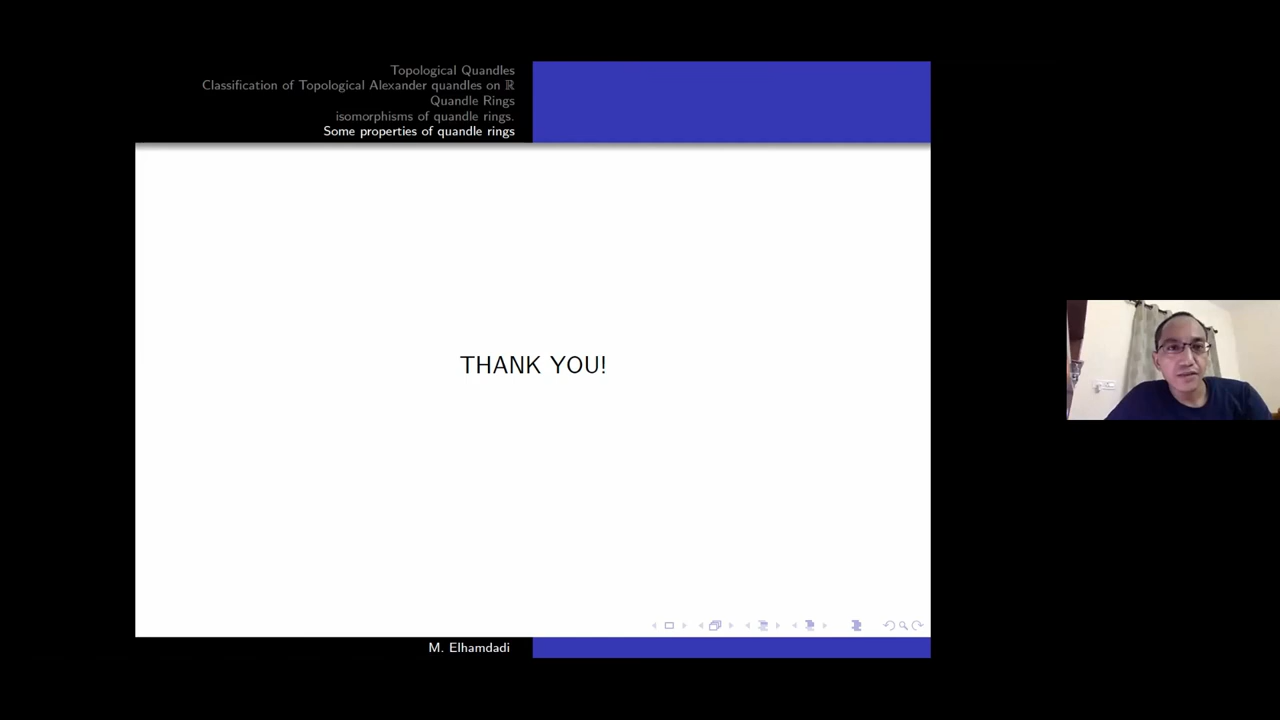 Topological Quandles
Classification of Topological Alexander quandles on ℝ
Quandle Rings
isomorphisms of quandle rings.
Some properties of quandle rings
THANK YOU!
M. Elhamdadi